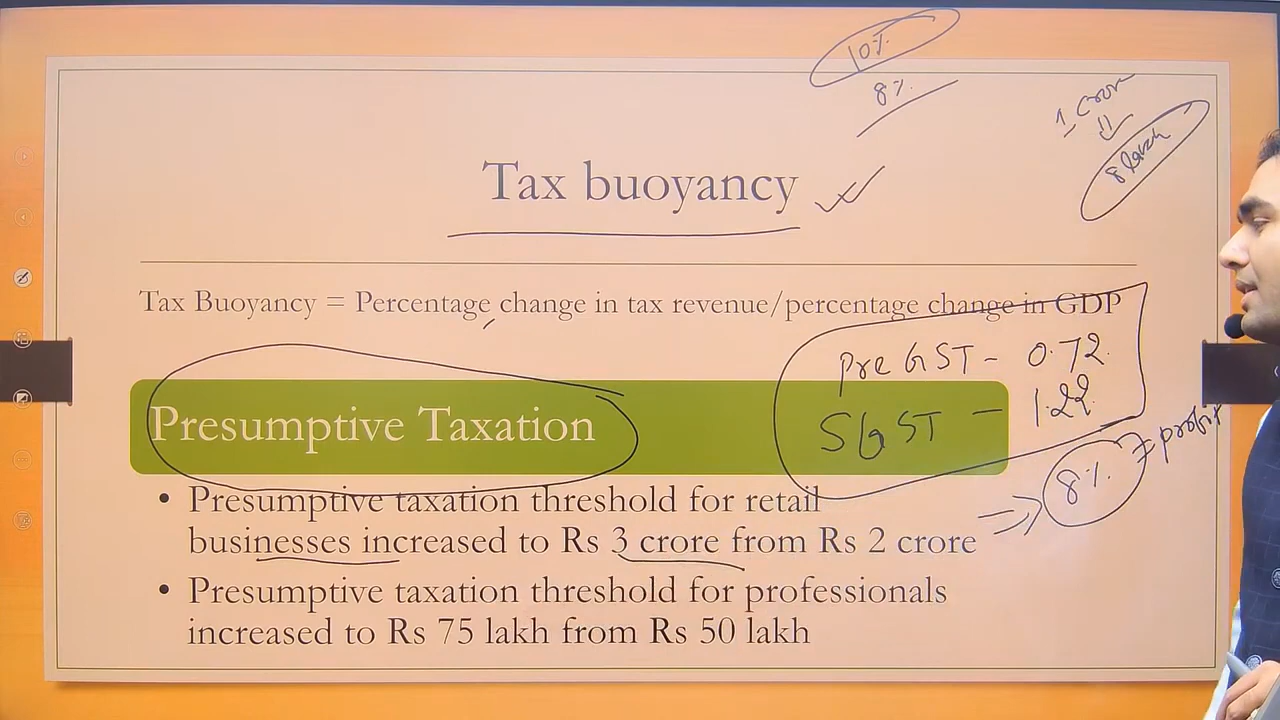 10%
8%
1 crore
8 lakh
Tax buoyancy
Tax Buoyancy = Percentage change in tax revenue/percentage change in GDP
Pre GST - 0.72
SGST - 1.22
Presumptive Taxation
8% = profit
• Presumptive taxation threshold for retail
businesses increased to Rs 3 crore from Rs 2 crore
• Presumptive taxation threshold for professionals
increased to Rs 75 lakh from Rs 50 lakh